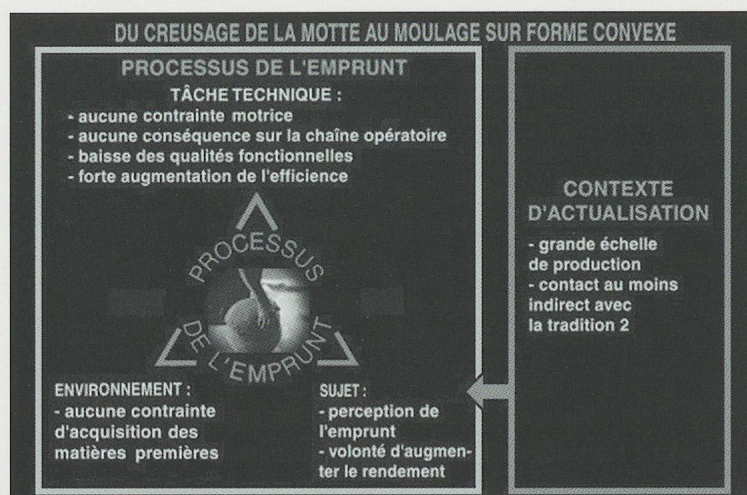 DU CREUSAGE DE LA MOTTE AU MOULAGE SUR FORME CONVEXE
PROCESSUS DE L'EMPRUNT
TÂCHE TECHNIQUE :
- aucune contrainte motrice
- aucune conséquence sur la chaîne opératoire
- baisse des qualités fonctionnelles
- forte augmentation de l'efficience
PROCESSUS
DE L'EMPRUNT
ENVIRONNEMENT :
- aucune contrainte
d'acquisition des
matières premières
SUJET :
- perception de
l'emprunt
- volonté d'augmen-
ter le rendement
CONTEXTE
D'ACTUALISATION
- grande échelle
de production
- contact au moins
indirect avec
la tradition 2